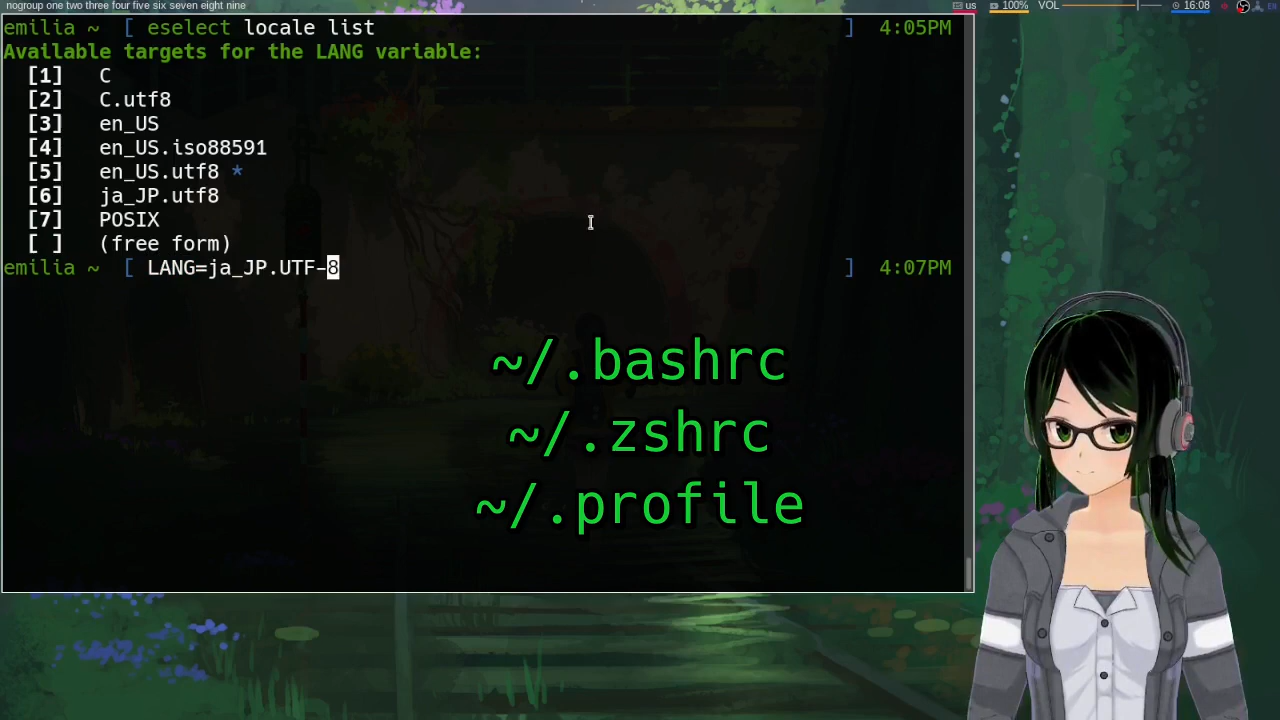 nogroup one two three four five six seven eight nine
us 100% VOL 16:08 EN
emilia ~ [ eselect locale list ] 4:05PM
Available targets for the LANG variable:
[1] C
[2] C.utf8
[3] en_US
[4] en_US.iso88591
[5] en_US.utf8 *
[6] ja_JP.utf8
[7] POSIX
[ ] (free form)
emilia ~ [ LANG=ja_JP.UTF-8 ] 4:07PM
~/.bashrc
~/.zshrc
~/.profile